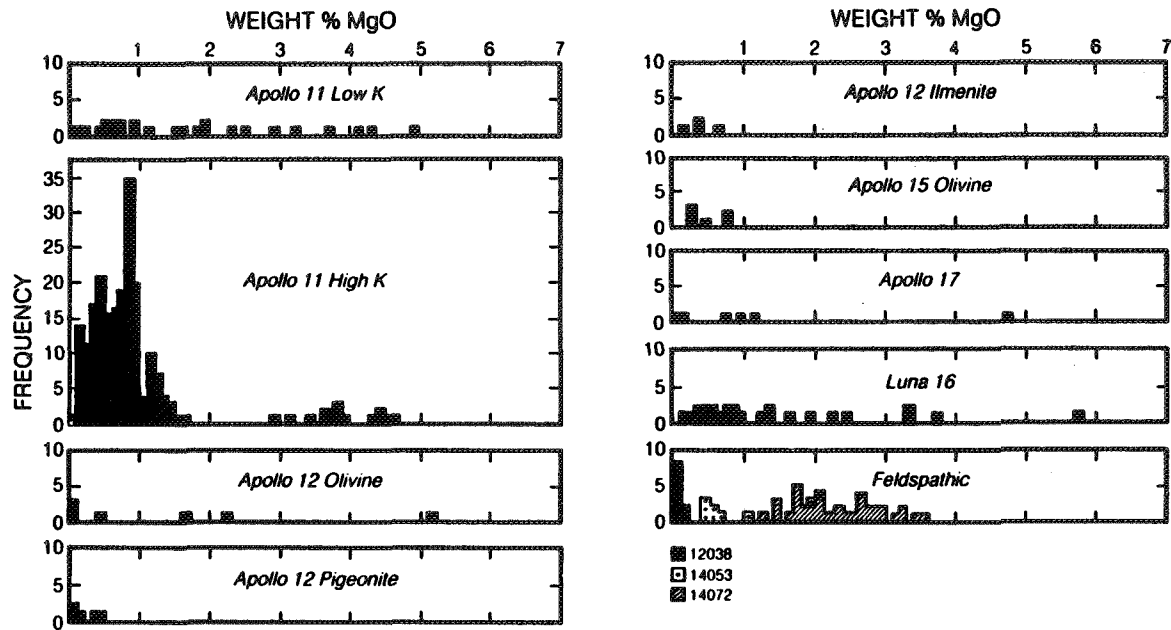 WEIGHT % MgO
1 2 3 4 5 6 7
10
5
0
Apollo 11 Low K
FREQUENCY
35
30
25
20
15
10
5
0
Apollo 11 High K
10
5
0
Apollo 12 Olivine
10
5
0
Apollo 12 Pigeonite
WEIGHT % MgO
1 2 3 4 5 6 7
10
5
0
Apollo 12 Ilmenite
10
5
0
Apollo 15 Olivine
10
5
0
Apollo 17
10
5
0
Luna 16
10
5
0
Feldspathic
12038
14053
14072